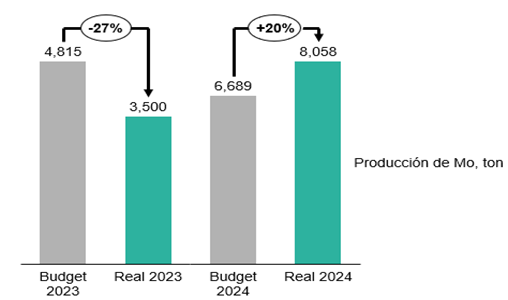 -27%
+20%
4,815
3,500
6,689
8,058
Producción de Mo, ton
Budget
2023
Real 2023
Budget
2024
Real 2024